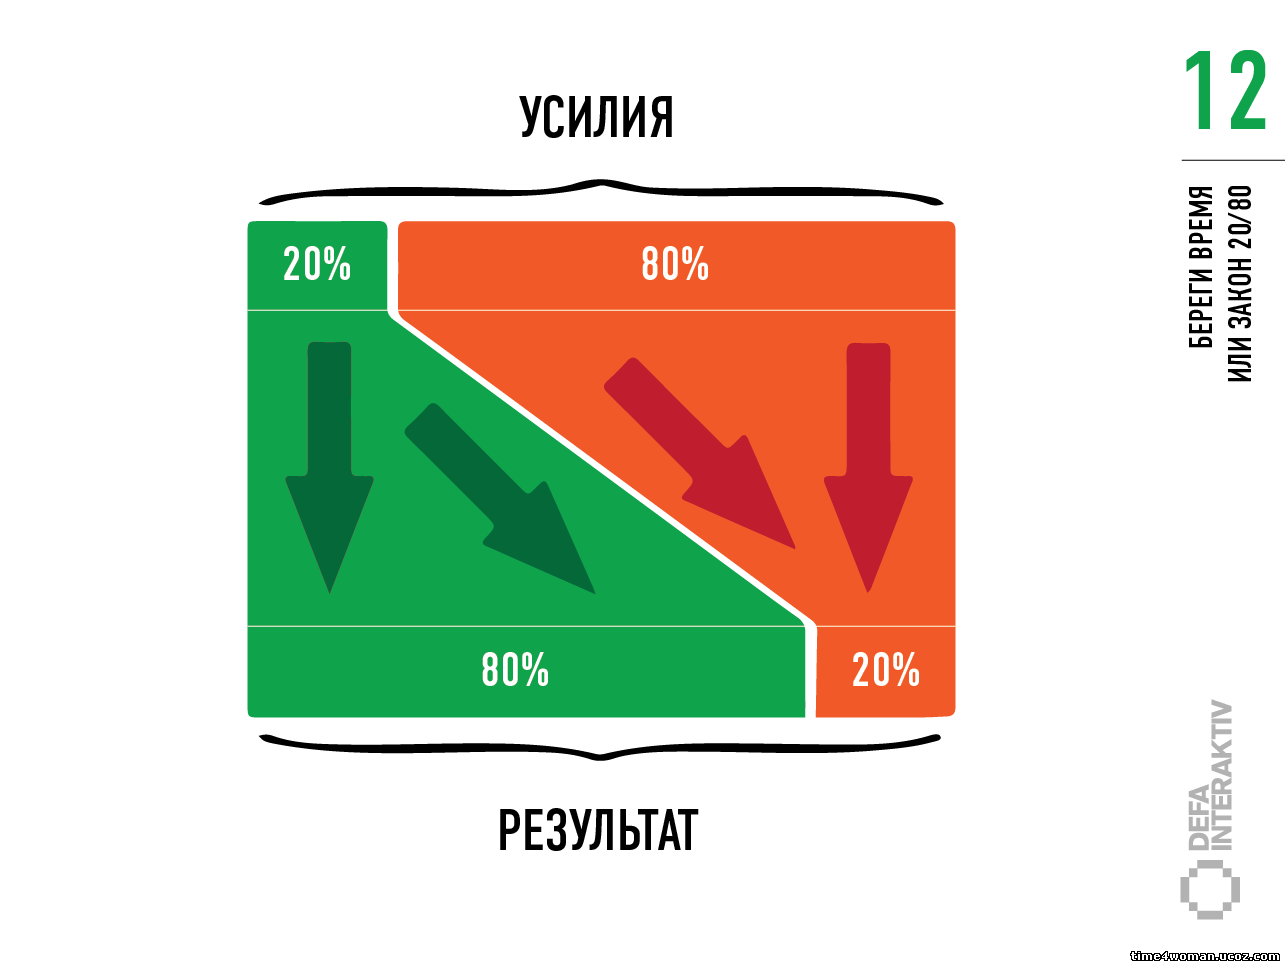 УСИЛИЯ
20%
80%
80%
20%
РЕЗУЛЬТАТ
12
БЕРЕГИ ВРЕМЯ
ИЛИ ЗАКОН 20/80
DEFA
INTERAKTIV
time4woman.ucoz.com